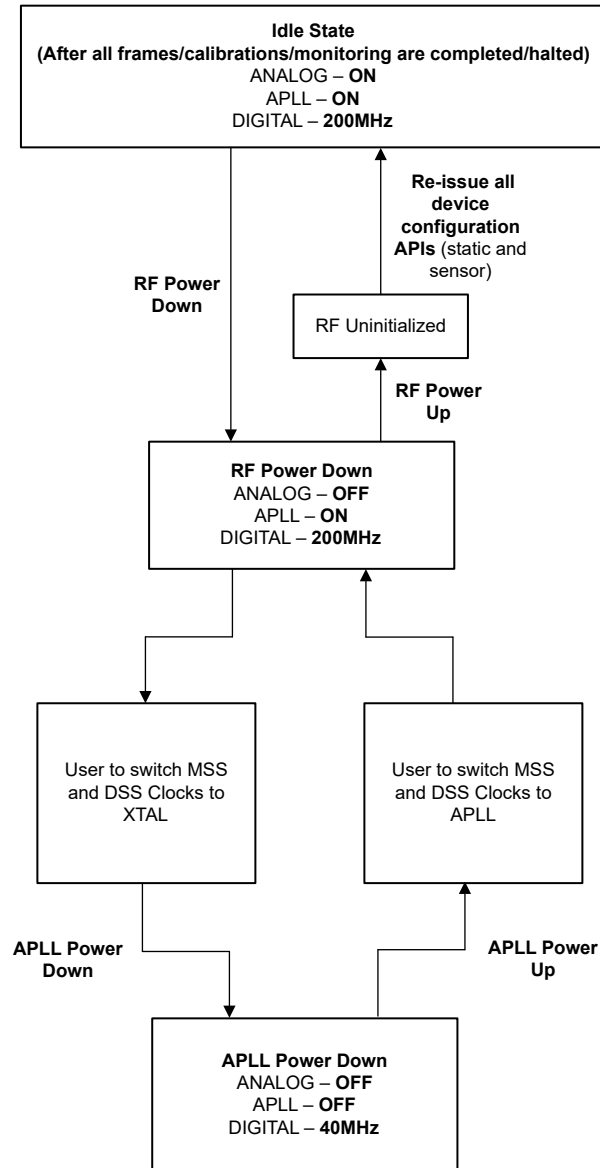 Idle State
(After all frames/calibrations/monitoring are completed/halted)
ANALOG – ON
APLL – ON
DIGITAL – 200MHz
Re-issue all
device
configuration
APIs (static and
sensor)
RF Power
Down
RF Uninitialized
RF Power
Up
RF Power Down
ANALOG – OFF
APLL – ON
DIGITAL – 200MHz
User to switch MSS
and DSS Clocks to
XTAL
User to switch MSS
and DSS Clocks to
APLL
APLL Power
Down
APLL Power
Up
APLL Power Down
ANALOG – OFF
APLL – OFF
DIGITAL – 40MHz